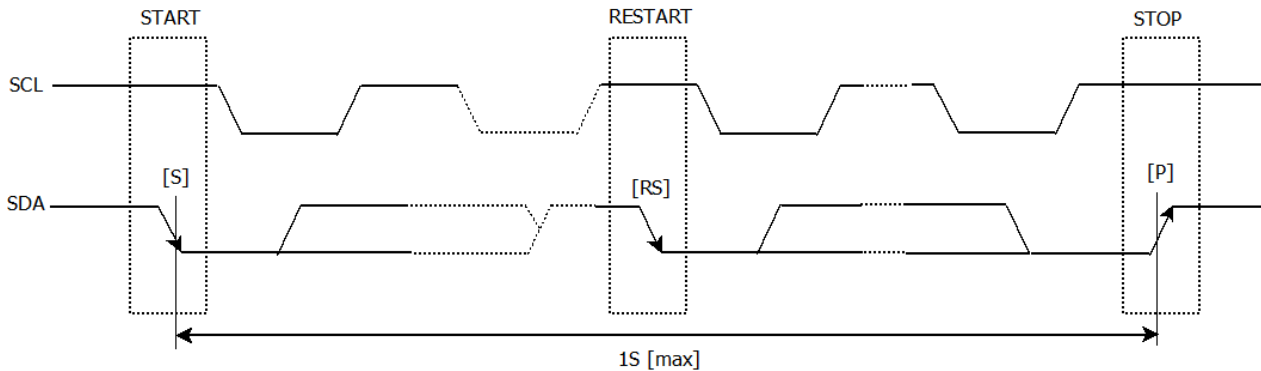 START
RESTART
STOP
SCL
[S]
[RS]
[P]
SDA
1S [max]